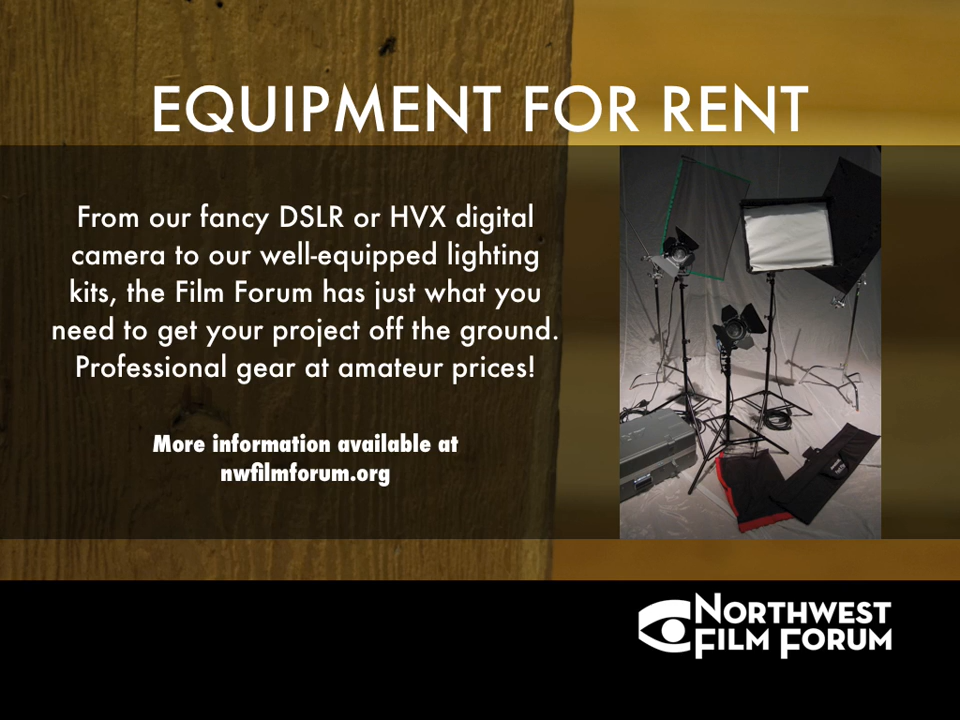 EQUIPMENT FOR RENT
From our fancy DSLR or HVX digital
camera to our well-equipped lighting
kits, the Film Forum has just what you
need to get your project off the ground.
Professional gear at amateur prices!
More information available at
nwfilmforum.org
NORTHWEST
FILM FORUM